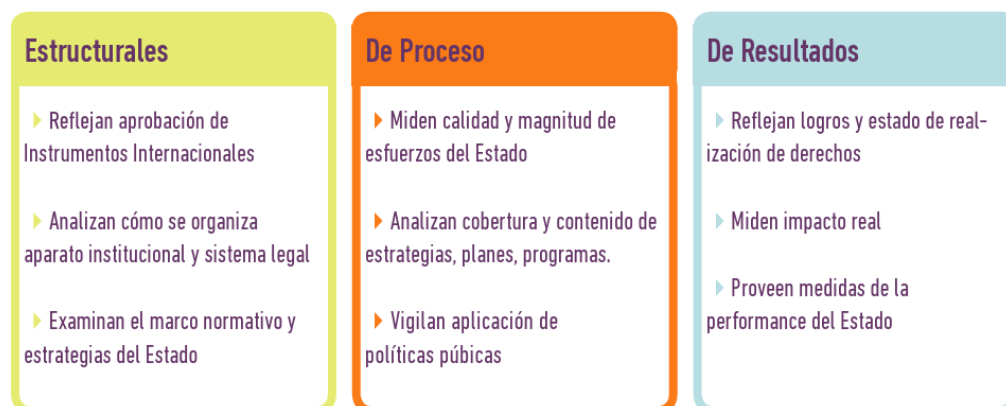 Estructurales
▸ Reflejan aprobación de
Instrumentos Internacionales
▸ Analizan cómo se organiza
aparato institucional y sistema legal
▸ Examinan el marco normativo y
estrategias del Estado
De Proceso
▸ Miden calidad y magnitud de
esfuerzos del Estado
▸ Analizan cobertura y contenido de
estrategias, planes, programas.
▸ Vigilan aplicación de
políticas púbicas
De Resultados
▸ Reflejan logros y estado de real-
ización de derechos
▸ Miden impacto real
▸ Proveen medidas de la
performance del Estado